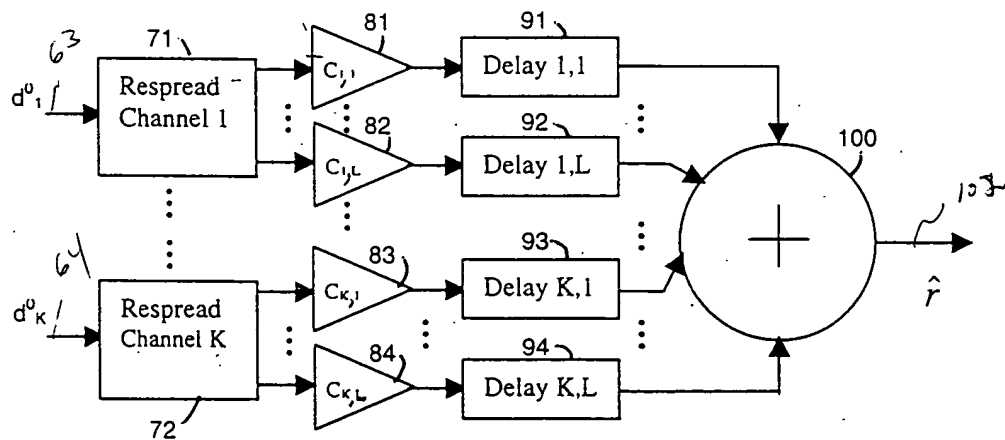 63 71 81 91
Respread
Channel 1
d⁰₁
C₁,₁
Delay 1,1
82 92
C₁,L
Delay 1,L
100
+
r̂
64 83 93
Respread
Channel K
d⁰K
CK,₁
Delay K,1
84 94
CK,L
Delay K,L
72